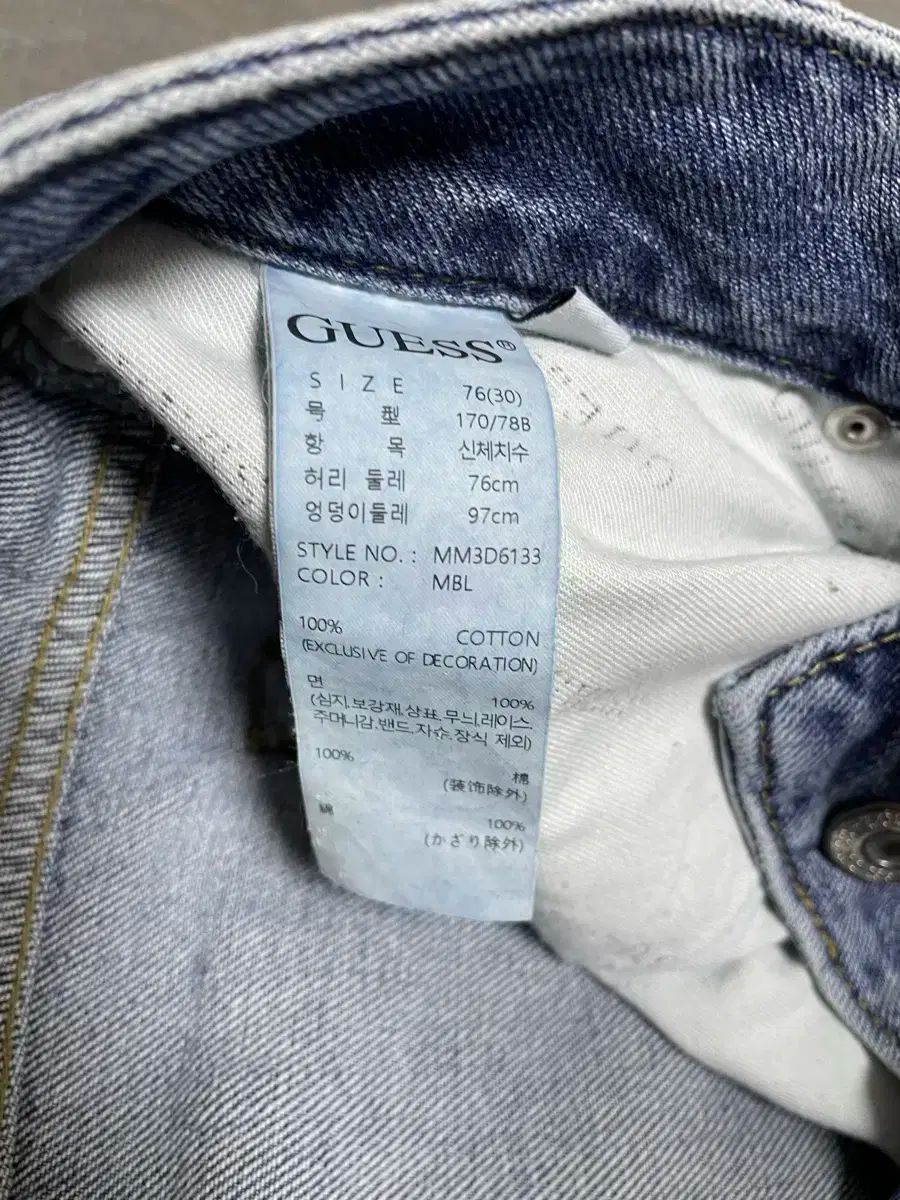 GUESS®
SIZE 76(30)
号 型 170/78B
항 목 신체치수
허리 둘레 76cm
엉덩이둘레 97cm
STYLE NO. : MM3D6133
COLOR : MBL
100% COTTON
(EXCLUSIVE OF DECORATION)
면 100%
(심지.보강재.상표.무늬.레이스
주머니감.밴드.자수.장식 제외)
100% 棉
(装饰除外)
綿 100%
(かざり除外)